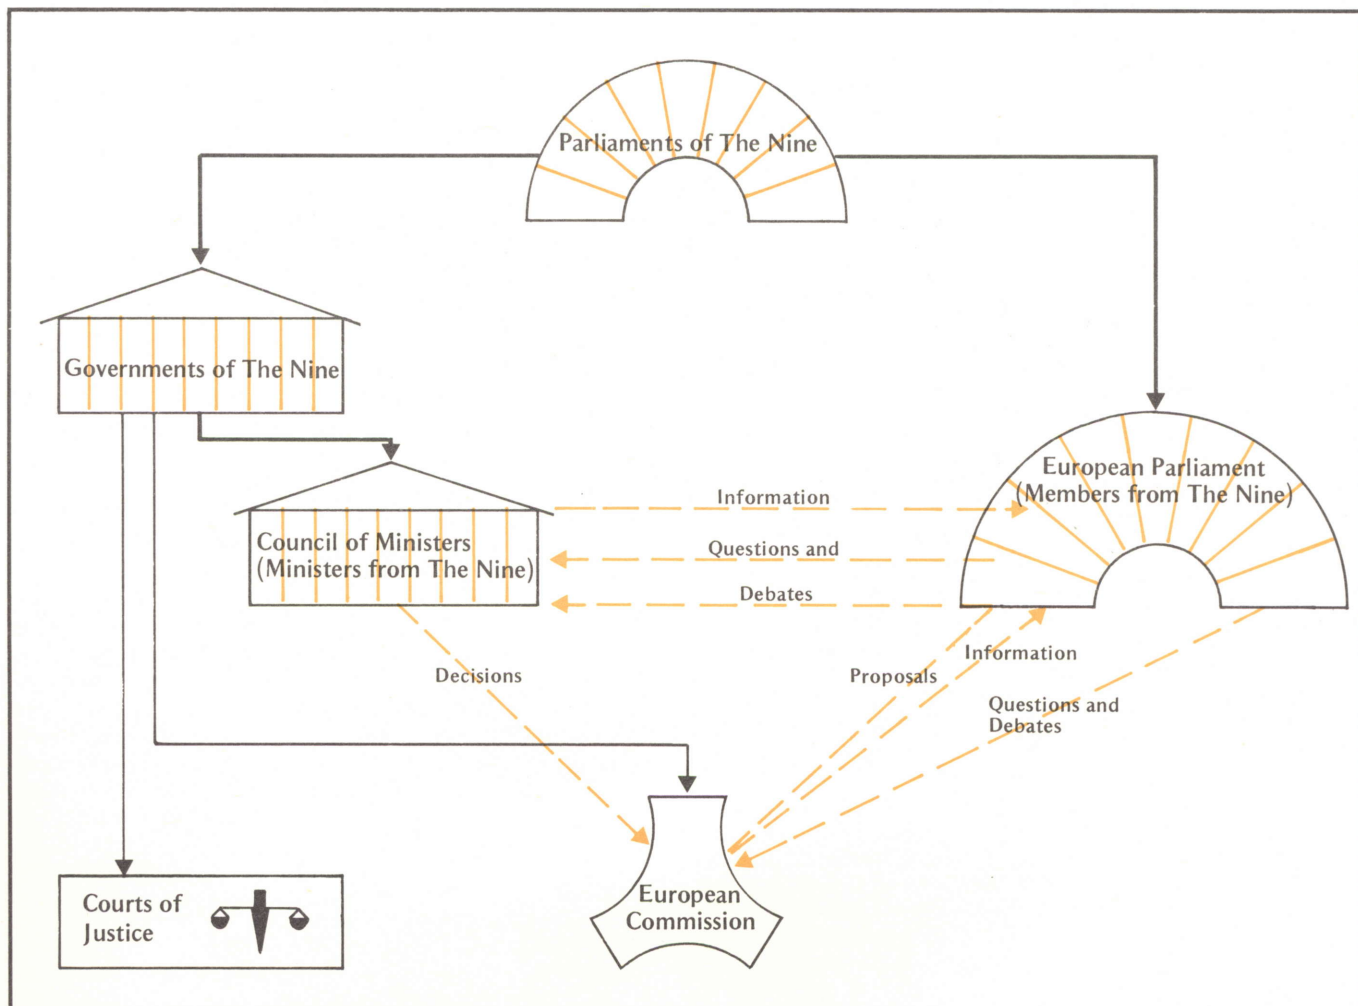 Parliaments of The Nine
Governments of The Nine
European Parliament
(Members from The Nine)
Information
Council of Ministers
(Ministers from The Nine)
Questions and
Debates
Decisions
Proposals
Information
Questions and
Debates
Courts of
Justice
European
Commission